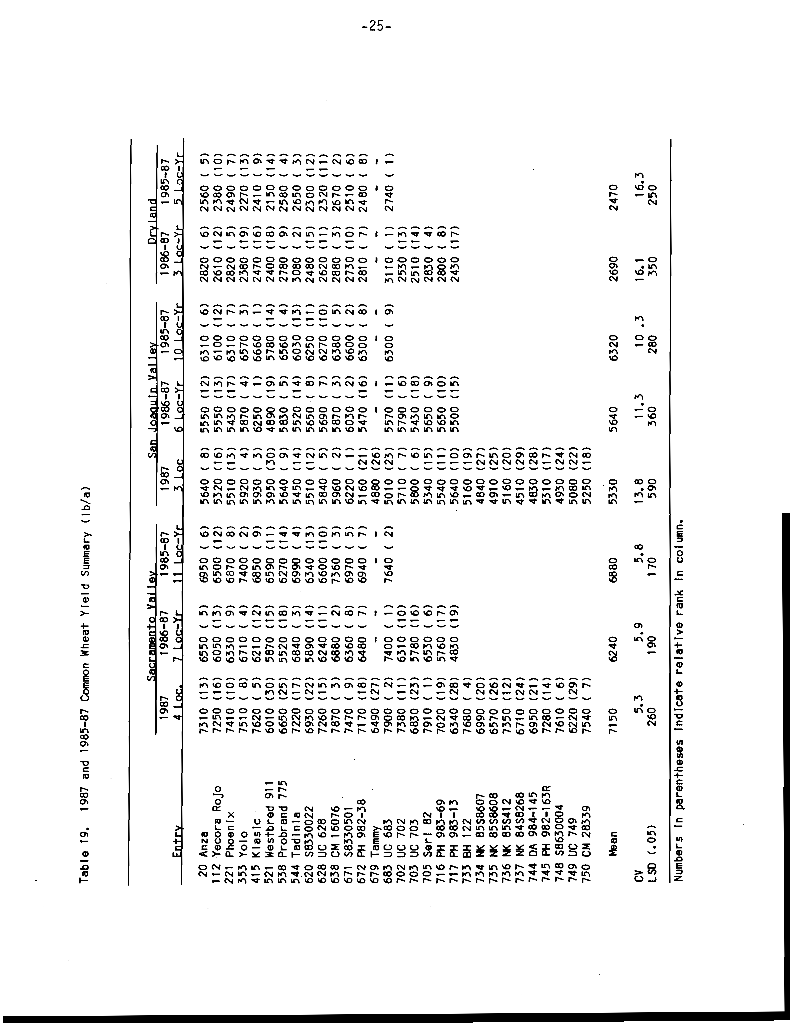 -25-
Table 19. 1987 and 1985-87 Common Wheat Yield Summary (lb/a)
Sacramento Valley San Joaquin Valley Dryland
1987 1986-87 1985-87 1987 1986-87 1985-87 1986-87 1985-87
Entry 4 Loc. 7 Loc-Yr 11 Loc-Yr 3 Loc 6 Loc-Yr 10 Loc-Yr 3 Loc-Yr 5 Loc-Yr
20 Anza 7310 (13) 6550 ( 5) 6950 ( 6) 5640 ( 8) 5550 (12) 6310 ( 6) 2820 ( 6) 2560 ( 5)
112 Yecora Rojo 7250 (16) 6050 (13) 6500 (12) 5320 (16) 5550 (13) 6100 (12) 2610 (12) 2380 (10)
221 Phoenix 7410 (10) 6330 ( 9) 6870 ( 8) 5510 (13) 5430 (17) 6310 ( 7) 2820 ( 5) 2490 ( 7)
353 Yolo 7510 ( 8) 6710 ( 4) 7400 ( 2) 5920 ( 4) 5870 ( 4) 6570 ( 3) 2380 (19) 2270 (13)
415 Klasic 7620 ( 5) 6210 (12) 6850 ( 9) 5930 ( 3) 6250 ( 1) 6660 ( 1) 2470 (16) 2410 ( 9)
521 Westbred 911 6010 (30) 5870 (15) 6590 (11) 3950 (30) 4890 (19) 5780 (14) 2400 (18) 2150 (14)
538 Probrand 775 6650 (25) 5520 (18) 6270 (14) 5640 ( 9) 5830 ( 5) 6560 ( 4) 2780 ( 9) 2580 ( 4)
544 Tadinia 7220 (17) 6840 ( 3) 6990 ( 4) 5450 (14) 5520 (14) 6030 (13) 3080 ( 2) 2650 ( 3)
620 S8330022 6930 (22) 5890 (14) 6340 (13) 5510 (12) 5650 ( 8) 6250 (11) 2480 (15) 2300 (12)
628 UC 628 7260 (15) 6240 (11) 6600 (10) 5840 ( 5) 5690 ( 7) 6270 (10) 2620 (11) 2320 (11)
638 CM 16076 7870 ( 3) 6880 ( 2) 7360 ( 3) 5960 ( 2) 5870 ( 3) 6380 ( 5) 2880 ( 3) 2670 ( 2)
671 S8330501 7470 ( 9) 6360 ( 8) 6970 ( 5) 6220 ( 1) 6030 ( 2) 6600 ( 2) 2730 (10) 2510 ( 6)
672 PH 982-38 7170 (18) 6480 ( 7) 6940 ( 7) 5160 (21) 5470 (16) 6300 ( 8) 2810 ( 7) 2480 ( 8)
679 Tammy 6490 (27) - - 4880 (26) - - - -
683 UC 683 7900 ( 2) 7400 ( 1) 7640 ( 2) 5010 (23) 5570 (11) 6300 ( 9) 3110 ( 1) 2740 ( 1)
702 UC 702 7380 (11) 6310 (10) 5710 ( 7) 5790 ( 6) 2530 (13)
703 UC 703 6830 (23) 5780 (16) 5800 ( 6) 5430 (18) 2510 (14)
705 Seri 82 7910 ( 1) 6530 ( 6) 5340 (15) 5650 ( 9) 2830 ( 4)
716 PH 983-69 7020 (19) 5760 (17) 5540 (11) 5650 (10) 2800 ( 8)
717 PH 983-13 6340 (28) 4830 (19) 5640 (10) 5500 (15) 2430 (17)
733 BH 122 7680 ( 4) 5160 (19)
734 NK 85S8607 6990 (20) 4840 (27)
735 NK 85S8608 6570 (26) 4910 (25)
736 NK 85S412 7350 (12) 5160 (20)
737 NK 84S8268 6710 (24) 4510 (29)
744 DA 984-145 6950 (21) 4830 (28)
745 PH 982-163R 7280 (14) 5310 (17)
748 S8630004 7610 ( 6) 4930 (24)
749 UC 749 6220 (29) 5080 (22)
750 CM 28339 7540 ( 7) 5250 (18)
Mean 7150 6240 6880 5330 5640 6320 2690 2470
CV 5.3 5.9 5.8 13.8 11.3 10 .3 16.1 16.3
LSD (.05) 260 190 170 590 360 280 350 250
Numbers in parentheses indicate relative rank in column.